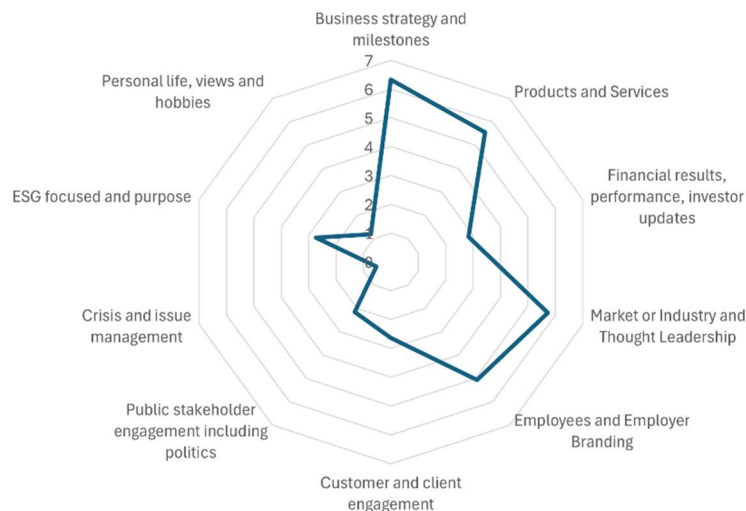 Business strategy and
milestones
Products and Services
Financial results,
performance, investor
updates
Market or Industry and
Thought Leadership
Employees and Employer
Branding
Customer and client
engagement
Public stakeholder
engagement including
politics
Crisis and issue
management
ESG focused and purpose
Personal life, views and
hobbies
7
6
5
4
3
2
1
0